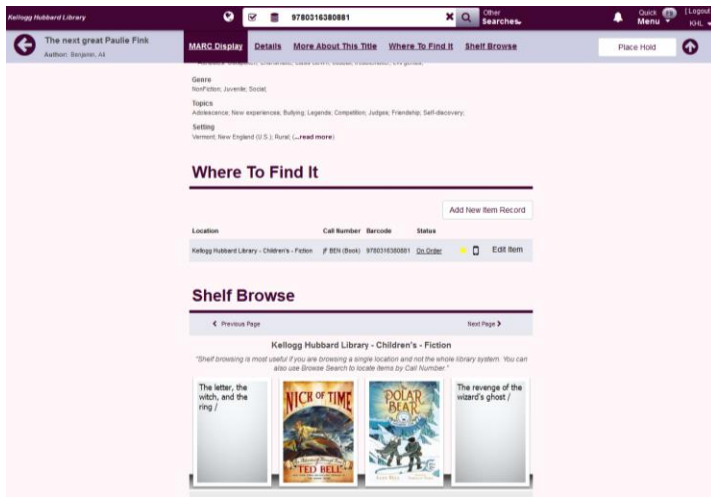 Kellogg Hubbard Library
9780316380881
Other
Searches
Quick
Menu
[Logout
KHL
The next great Paulie Fink
Author: Benjamin, Ali
MARC Display Details More About This Title Where To Find It Shelf Browse
Place Hold
Genre
NonFiction; Juvenile; Social;
Topics
Adolescence; New experiences; Bullying; Legends; Competition; Judges; Friendship; Self-discovery;
Setting
Vermont; New England (U.S.); Rural; (...read more)
Where To Find It
Add New Item Record
Location Call Number Barcode Status
Kellogg Hubbard Library - Children's - Fiction jF BEN (Book) 9780316380881 On Order Edit Item
Shelf Browse
Previous Page Next Page
Kellogg Hubbard Library - Children's - Fiction
"Shelf browsing is most useful if you are browsing a single location and not the whole library system. You can
also use Browse Search to locate items by Call Number."
The letter, the
witch, and the
ring /
NICK OF TIME
TED BELL
POLAR
BEAR
The revenge of the
wizard's ghost /